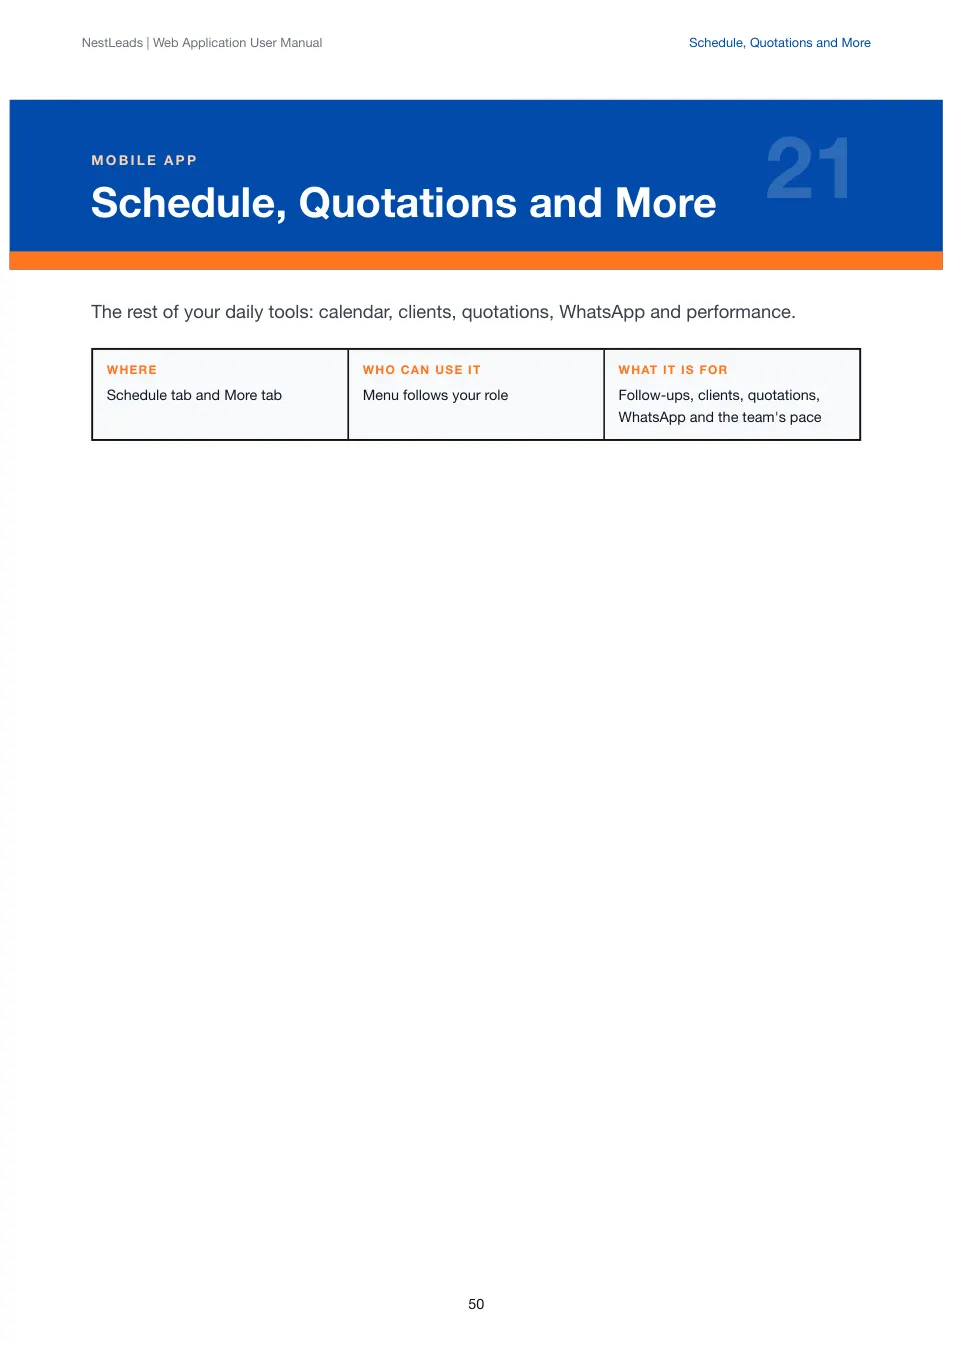 NestLeads | Web Application User Manual
Schedule, Quotations and More
MOBILE APP
21
Schedule, Quotations and More
The rest of your daily tools: calendar, clients, quotations, WhatsApp and performance.
WHERE
Schedule tab and More tab
WHO CAN USE IT
Menu follows your role
WHAT IT IS FOR
Follow-ups, clients, quotations,
WhatsApp and the team's pace
50